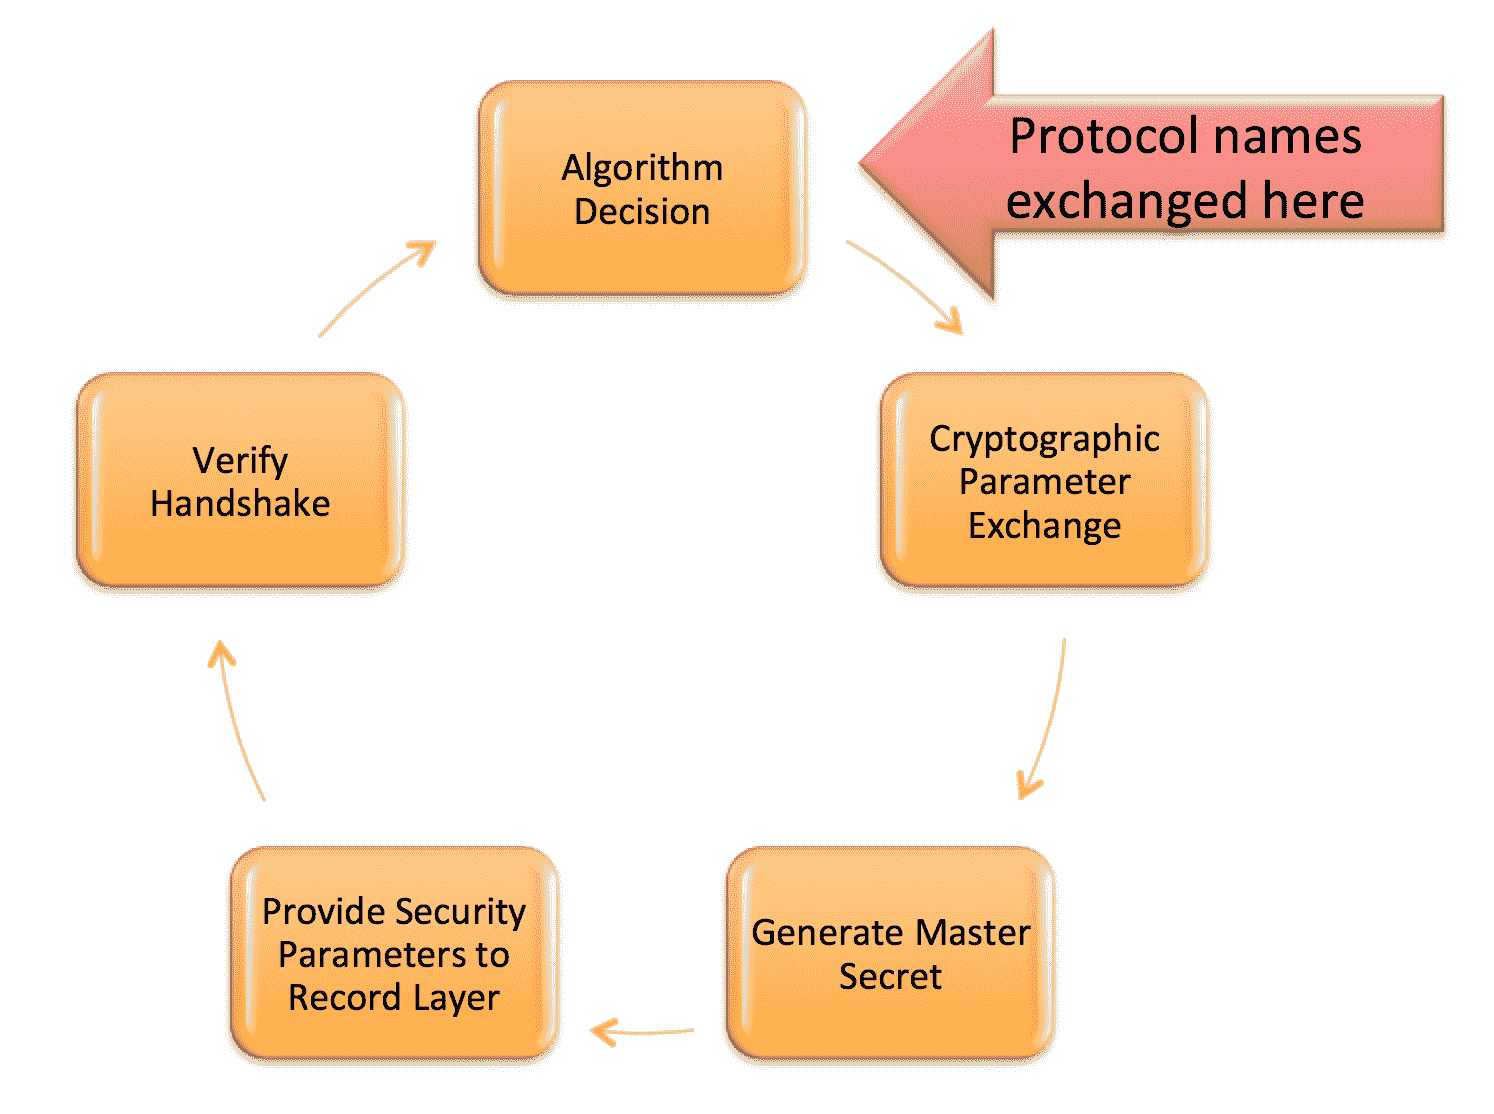 Algorithm
Decision
Protocol names
exchanged here
Cryptographic
Parameter
Exchange
Generate Master
Secret
Provide Security
Parameters to
Record Layer
Verify
Handshake